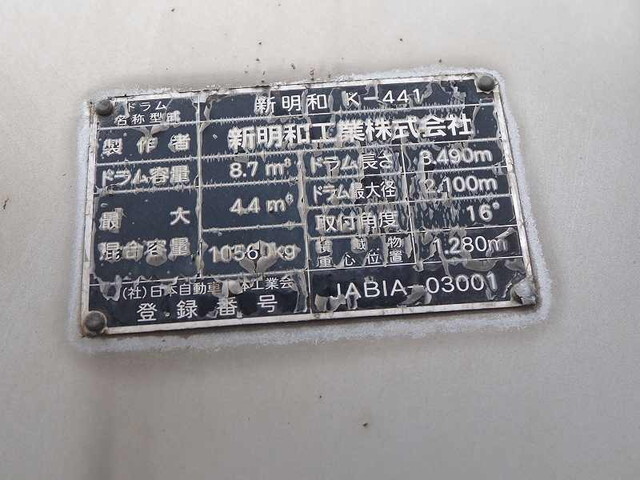 ドラム
名称型式 新明和 K-441
製作者 新明和工業株式会社
ドラム容量 8.7m³ ドラム長さ 3.490m
ドラム最大径 2.100m
最大 4.4m³ 取付角度 16°
混合容量 10560kg 積載物
重心位置 1.280m
(社)日本自動車車体工業会
登録番号 JABIA-03001